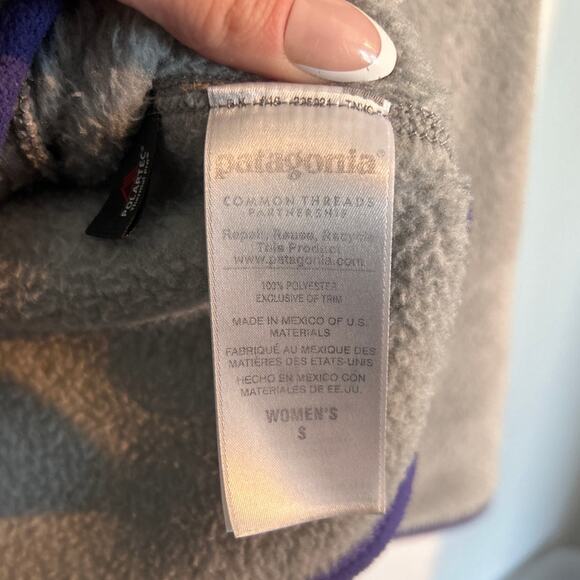 patagonia®
COMMON THREADS
PARTNERSHIP
Repair, Reuse, Recycle
This Product
www.patagonia.com
100% POLYESTER
EXCLUSIVE OF TRIM
MADE IN MEXICO OF U.S.
MATERIALS
FABRIQUÉ AU MEXIQUE DES
MATIÈRES DES ETATS-UNIS
HECHO EN MEXICO CON
MATERIALES DE EE.UU.
WOMEN'S
S
POLARTEC